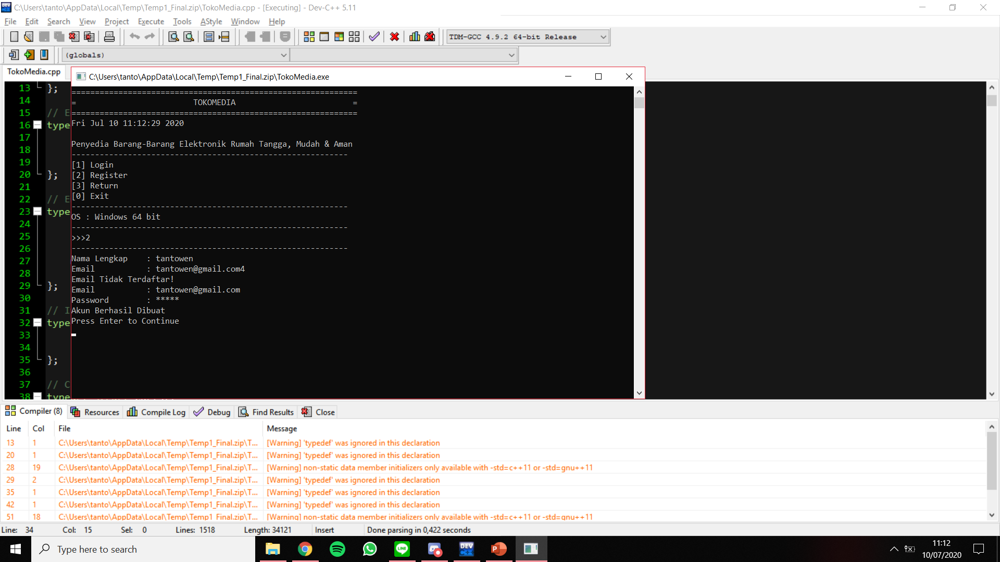 C:\Users\tanto\AppData\Local\Temp\Temp1_Final.zip\TokoMedia.cpp - [Executing] - Dev-C++ 5.11
File Edit Search View Project Execute Tools AStyle Window Help
TDM-GCC 4.9.2 64-bit Release
(globals)
TokoMedia.cpp
C:\Users\tanto\AppData\Local\Temp\Temp1_Final.zip\TokoMedia.exe
13 };
14
15 // E
16 type
17
18
19
20 };
21
22 // E
23 type
24
25
26
27
28
29 };
30
31 // I
32 type
33
34
35 };
36
37 // C
38 type
=============================================================
= TOKOMEDIA =
=============================================================
Fri Jul 10 11:12:29 2020
Penyedia Barang-Barang Elektronik Rumah Tangga, Mudah & Aman
-----------------------------------------------------------
[1] Login
[2] Register
[3] Return
[0] Exit
-----------------------------------------------------------
OS : Windows 64 bit
-----------------------------------------------------------
>>>2
-----------------------------------------------------------
Nama Lengkap : tantowen
Email : tantowen@gmail.com4
Email Tidak Terdaftar!
Email : tantowen@gmail.com
Password : *****
Akun Berhasil Dibuat
Press Enter to Continue
Compiler (8) Resources Compile Log Debug Find Results Close
Line Col File Message
13 1 C:\Users\tanto\AppData\Local\Temp\Temp1_Final.zip\T... [Warning] 'typedef' was ignored in this declaration
20 1 C:\Users\tanto\AppData\Local\Temp\Temp1_Final.zip\T... [Warning] 'typedef' was ignored in this declaration
28 19 C:\Users\tanto\AppData\Local\Temp\Temp1_Final.zip\T... [Warning] non-static data member initializers only available with -std=c++11 or -std=gnu++11
29 2 C:\Users\tanto\AppData\Local\Temp\Temp1_Final.zip\T... [Warning] 'typedef' was ignored in this declaration
35 1 C:\Users\tanto\AppData\Local\Temp\Temp1_Final.zip\T... [Warning] 'typedef' was ignored in this declaration
42 1 C:\Users\tanto\AppData\Local\Temp\Temp1_Final.zip\T... [Warning] 'typedef' was ignored in this declaration
51 18 C:\Users\tanto\AppData\Local\Temp\Temp1_Final.zip\T... [Warning] non-static data member initializers only available with -std=c++11 or -std=gnu++11
Line: 34 Col: 15 Sel: 0 Lines: 1518 Length: 34121 Insert Done parsing in 0,422 seconds
Type here to search
LINE
DEV C++
11:12
10/07/2020